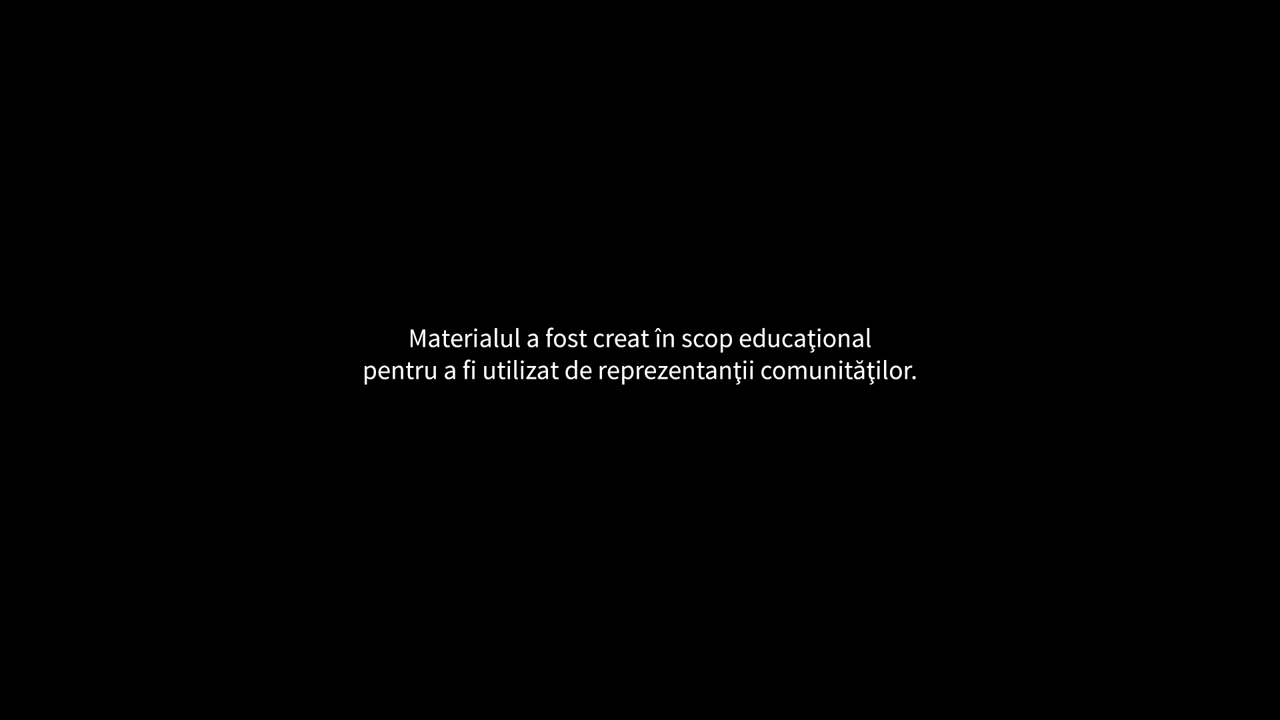 Materialul a fost creat în scop educaţional
pentru a fi utilizat de reprezentanţii comunităţilor.